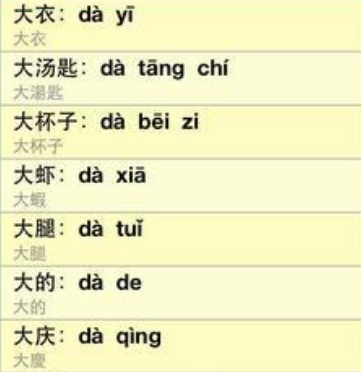 大衣：dà yī
大衣
大汤匙：dà tāng chí
大湯匙
大杯子：dà bēi zi
大杯子
大虾：dà xiā
大蝦
大腿：dà tuǐ
大腿
大的：dà de
大的
大庆：dà qìng
大慶